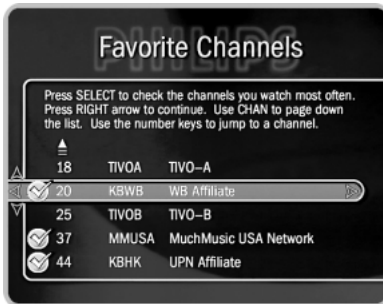 PHILIPS
Favorite Channels
Press SELECT to check the channels you watch most often.
Press RIGHT arrow to continue. Use CHAN to page down
the list. Use the number keys to jump to a channel.
18 TIVOA TIVO-A
20 KBWB WB Affiliate
25 TIVOB TIVO-B
37 MMUSA MuchMusic USA Network
44 KBHK UPN Affiliate